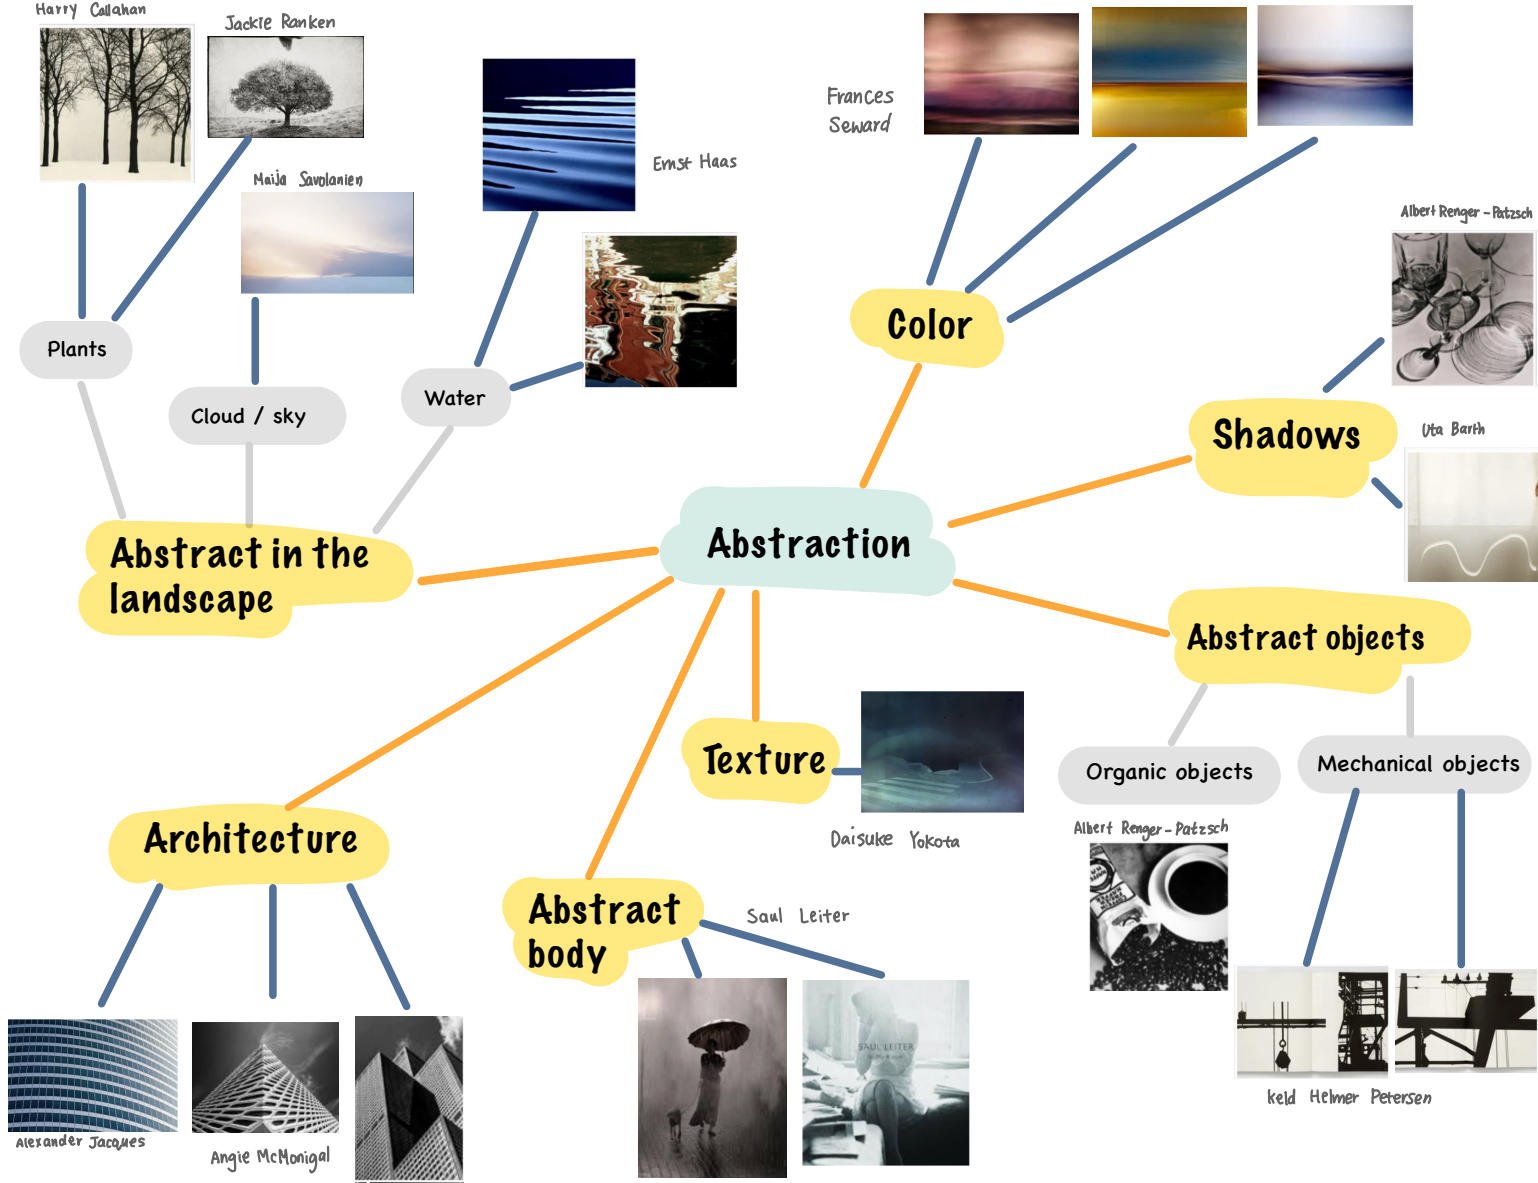 Harry Callahan
Jackie Ranken
Maija Savolanien
Ernst Haas
Frances
Seward
Albert Renger-Patzsch
Plants
Cloud / sky
Water
Color
Shadows
Uta Barth
Abstract in the
landscape
Abstraction
Abstract objects
Texture
Organic objects
Mechanical objects
Daisuke Yokota
Albert Renger-Patzsch
Architecture
Abstract
body
Saul Leiter
SAUL LEITER
Alexander Jacques
Angie McMonigal
Keld Helmer Petersen